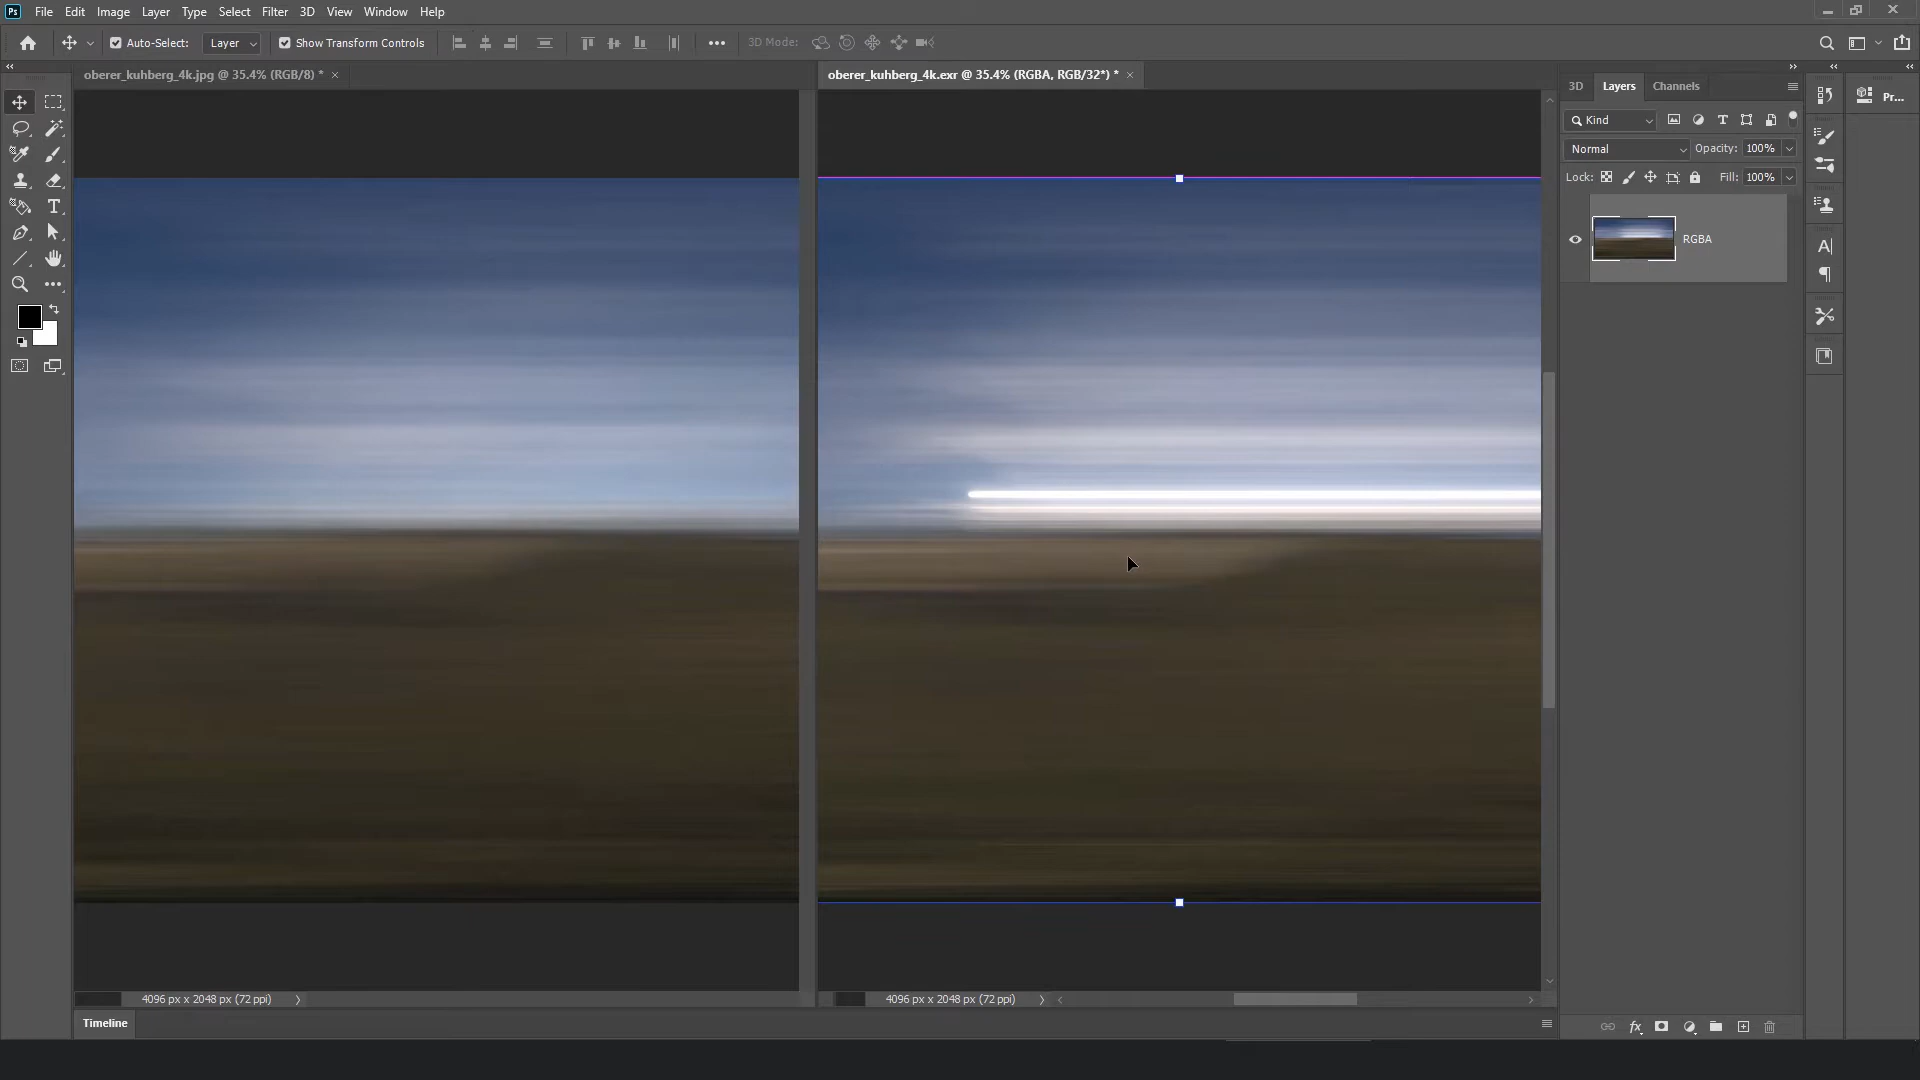 Ps File Edit Image Layer Type Select Filter 3D View Window Help
Auto-Select: Layer Show Transform Controls 3D Mode:
oberer_kuhberg_4k.jpg @ 35.4% (RGB/8) *
oberer_kuhberg_4k.exr @ 35.4% (RGBA, RGB/32*) *
3D Layers Channels
Pr...
Kind
Normal Opacity: 100%
Lock: Fill: 100%
RGBA
4096 px x 2048 px (72 ppi)
4096 px x 2048 px (72 ppi)
Timeline